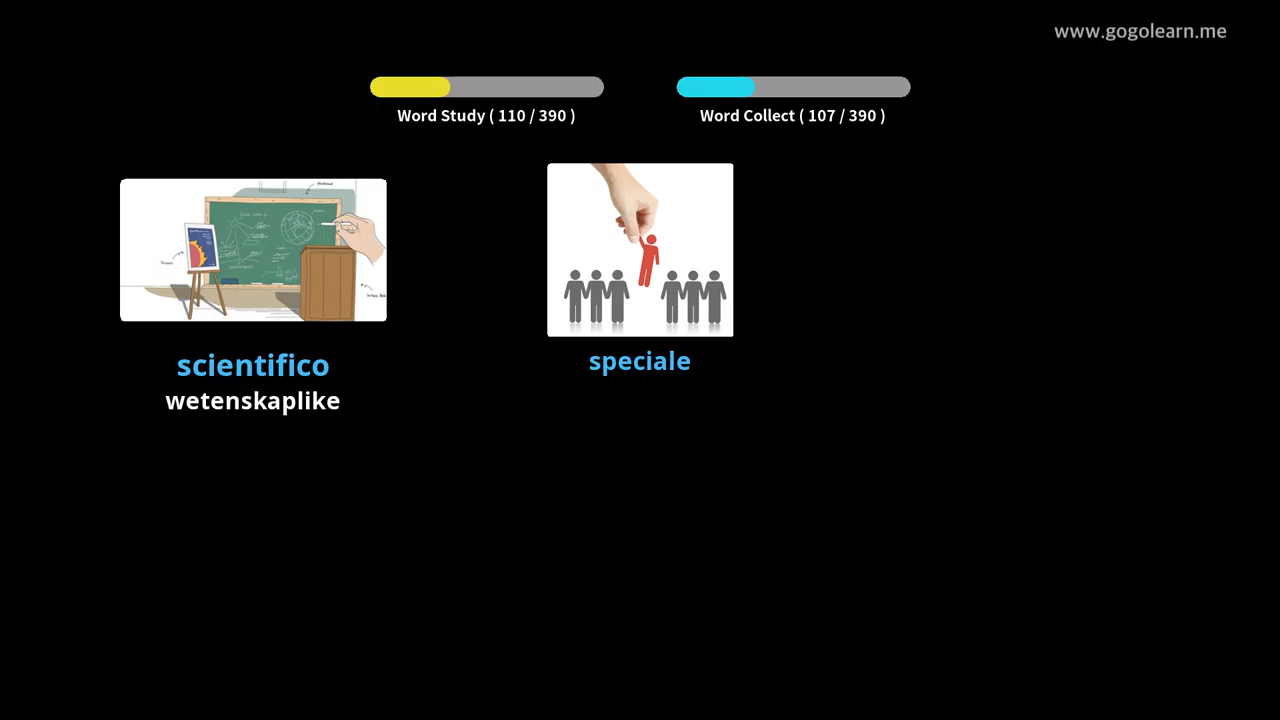 www.gogolearn.me
Word Study ( 110 / 390 )
Word Collect ( 107 / 390 )
scientifico
wetenskaplike
speciale